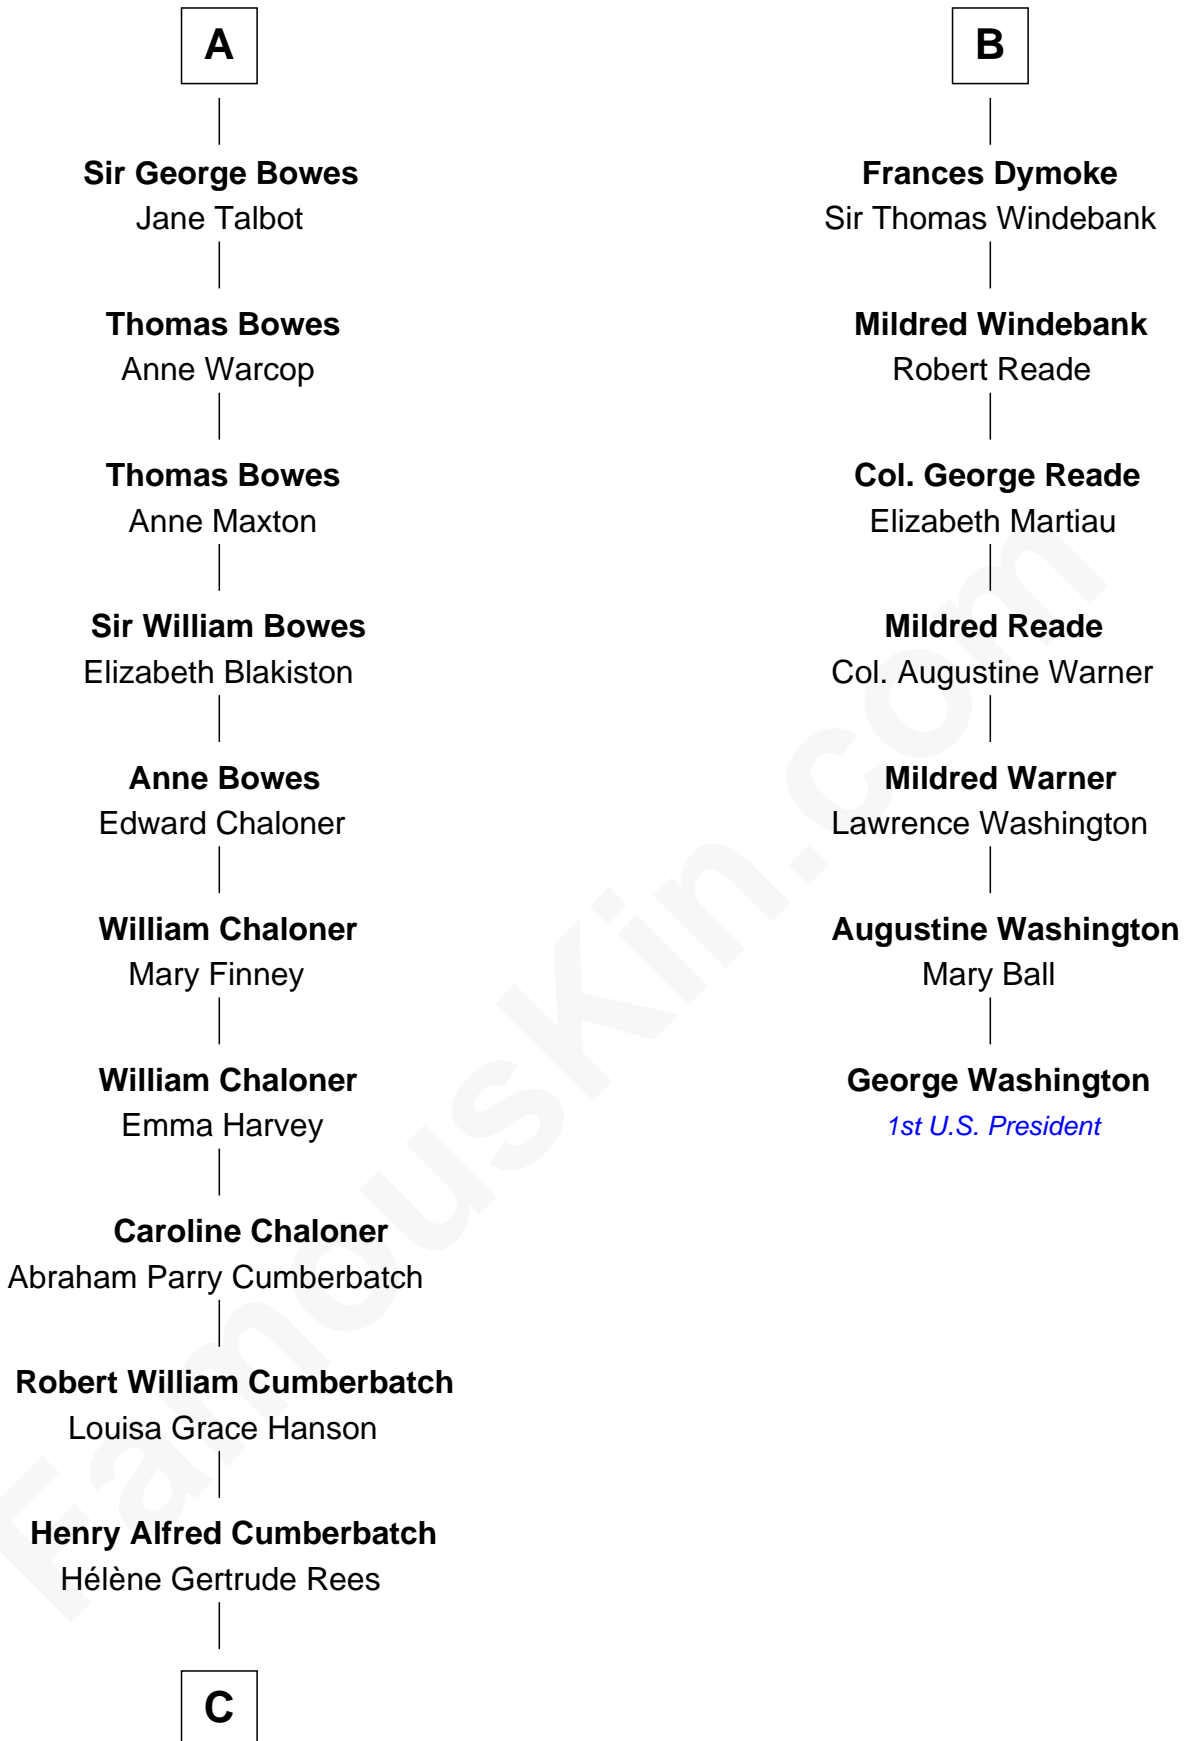 A
Sir George Bowes
Jane Talbot
Thomas Bowes
Anne Warcop
Thomas Bowes
Anne Maxton
Sir William Bowes
Elizabeth Blakiston
Anne Bowes
Edward Chaloner
William Chaloner
Mary Finney
William Chaloner
Emma Harvey
Caroline Chaloner
Abraham Parry Cumberbatch
Robert William Cumberbatch
Louisa Grace Hanson
Henry Alfred Cumberbatch
Hélène Gertrude Rees
C
B
Frances Dymoke
Sir Thomas Windebank
Mildred Windebank
Robert Reade
Col. George Reade
Elizabeth Martiau
Mildred Reade
Col. Augustine Warner
Mildred Warner
Lawrence Washington
Augustine Washington
Mary Ball
George Washington
1st U.S. President
FamousKin.com